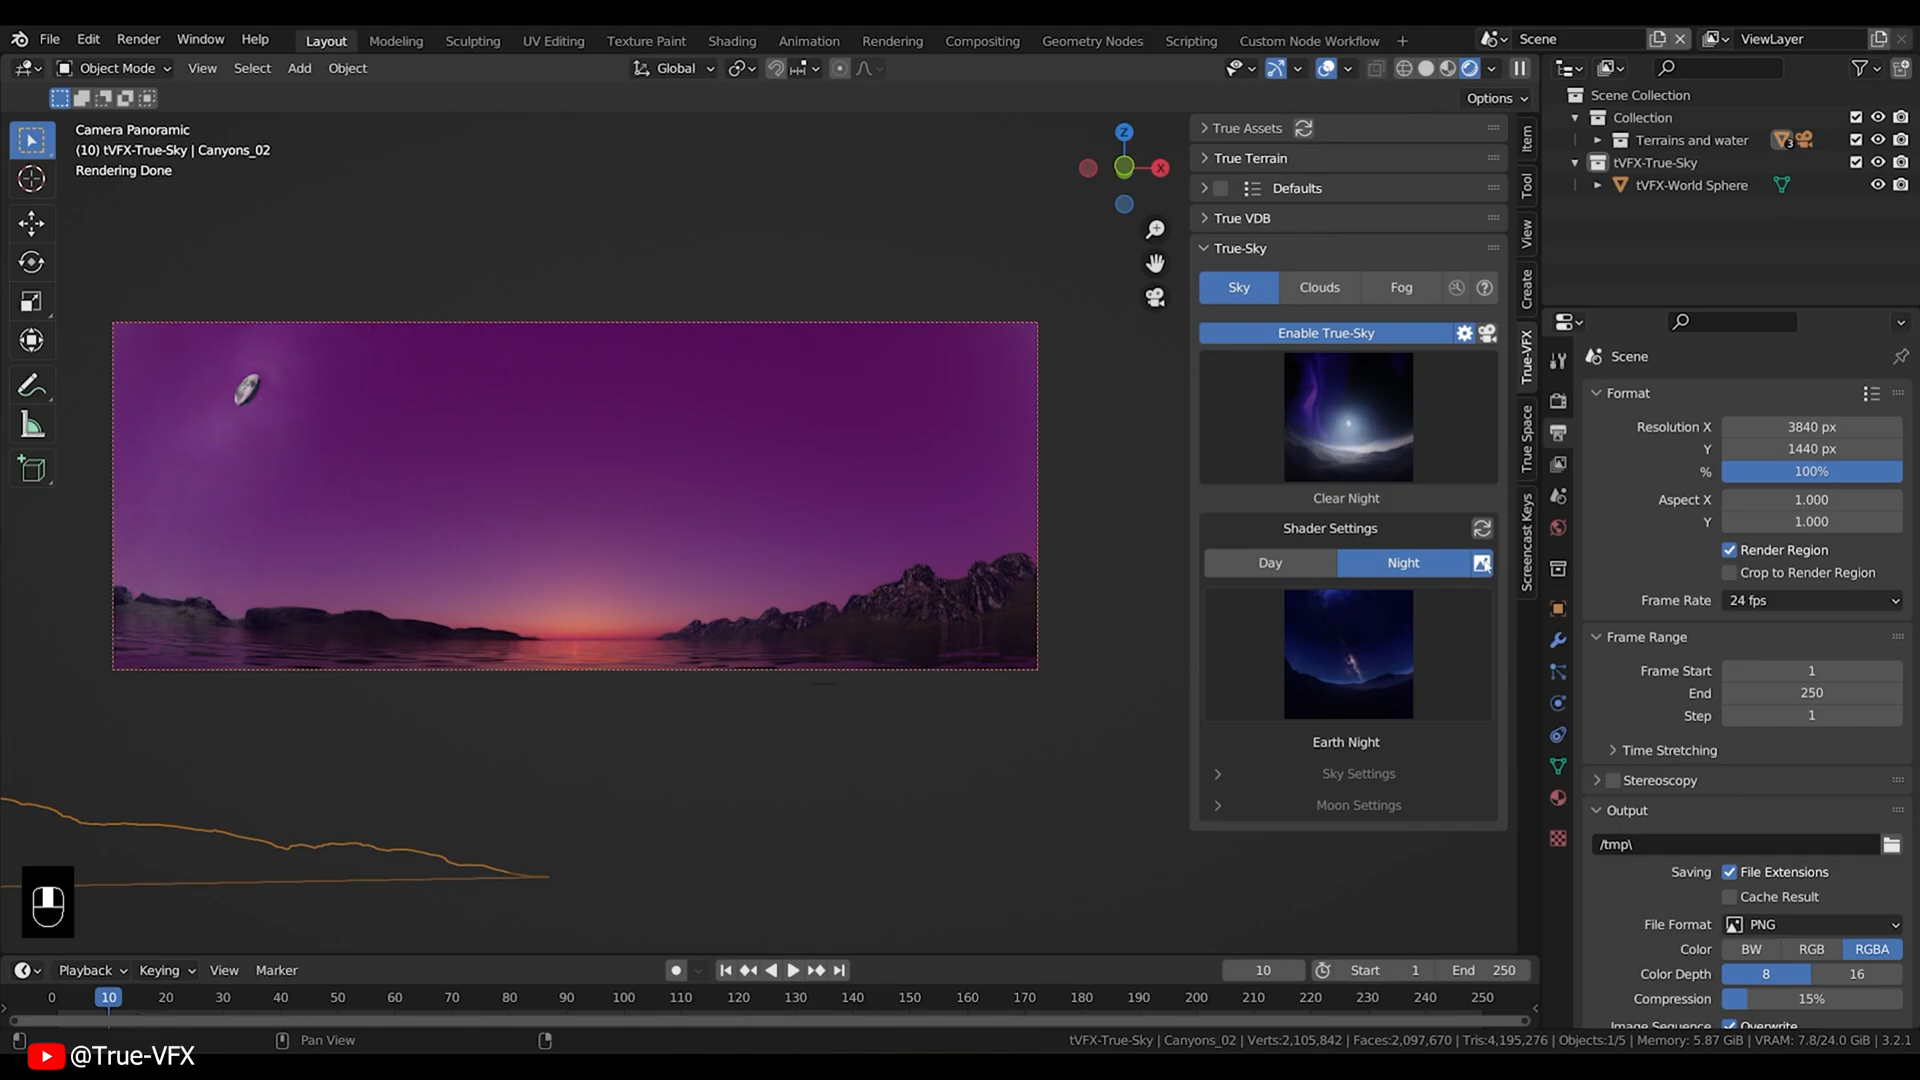 File Edit Render Window Help
Layout Modeling Sculpting UV Editing Texture Paint Shading Animation Rendering Compositing Geometry Nodes Scripting Custom Node Workflow +
Scene
ViewLayer
Object Mode View Select Add Object
Global
Options
Camera Panoramic
(10) tVFX-True-Sky | Canyons_02
Rendering Done
Z
X
True Assets
True Terrain
Defaults
True VDB
True-Sky
Sky Clouds Fog
Enable True-Sky
Clear Night
Shader Settings
Day Night
Earth Night
Sky Settings
Moon Settings
Item
Tool
View
Create
True-VFX
True Space
Screencast Keys
Scene Collection
Collection
Terrains and water 3
tVFX-True-Sky
tVFX-World Sphere
Scene
Format
Resolution X 3840 px
Y 1440 px
% 100%
Aspect X 1.000
Y 1.000
Render Region
Crop to Render Region
Frame Rate 24 fps
Frame Range
Frame Start 1
End 250
Step 1
Time Stretching
Stereoscopy
Output
/tmp\
Saving File Extensions
Cache Result
File Format PNG
Color BW RGB RGBA
Color Depth 8 16
Compression 15%
Image Sequence Overwrite
Playback Keying View Marker
10 Start 1 End 250
0 10 20 30 40 50 60 70 80 90 100 110 120 130 140 150 160 170 180 190 200 210 220 230 240 250
Pan View
tVFX-True-Sky | Canyons_02 | Verts:2,105,842 | Faces:2,097,670 | Tris:4,195,276 | Objects:1/5 | Memory: 5.87 GiB | VRAM: 7.8/24.0 GiB | 3.2.1
@True-VFX